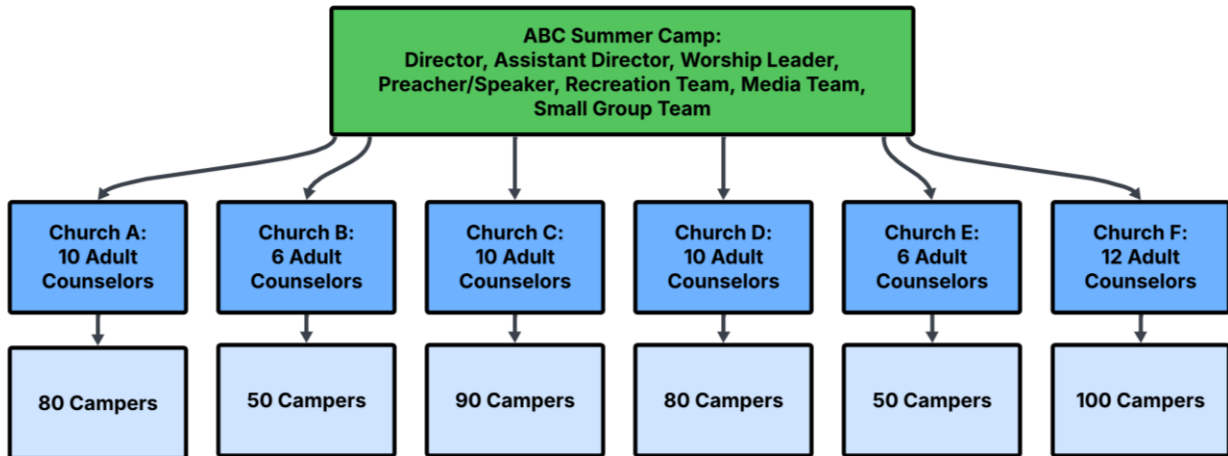 ABC Summer Camp:
Director, Assistant Director, Worship Leader,
Preacher/Speaker, Recreation Team, Media Team,
Small Group Team
Church A:
10 Adult
Counselors
Church B:
6 Adult
Counselors
Church C:
10 Adult
Counselors
Church D:
10 Adult
Counselors
Church E:
6 Adult
Counselors
Church F:
12 Adult
Counselors
80 Campers
50 Campers
90 Campers
80 Campers
50 Campers
100 Campers